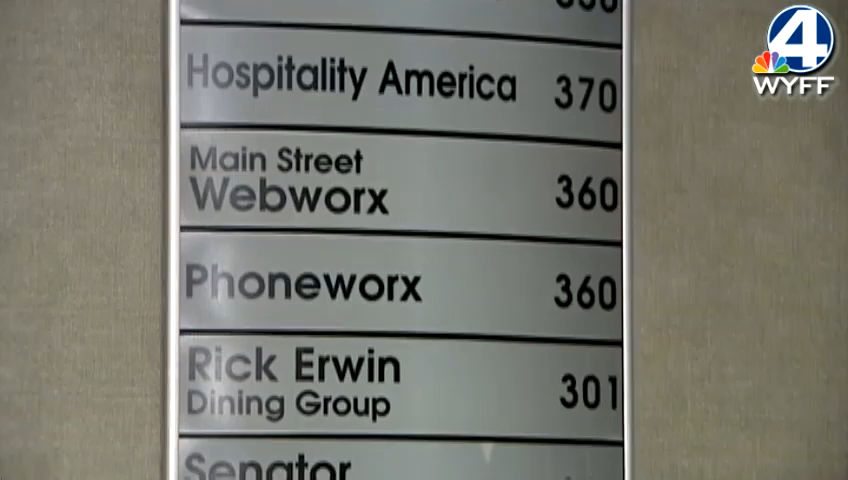 4
WYFF
Hospitality America 370
Main Street
Webworx 360
Phoneworx 360
Rick Erwin
Dining Group 301
Senator